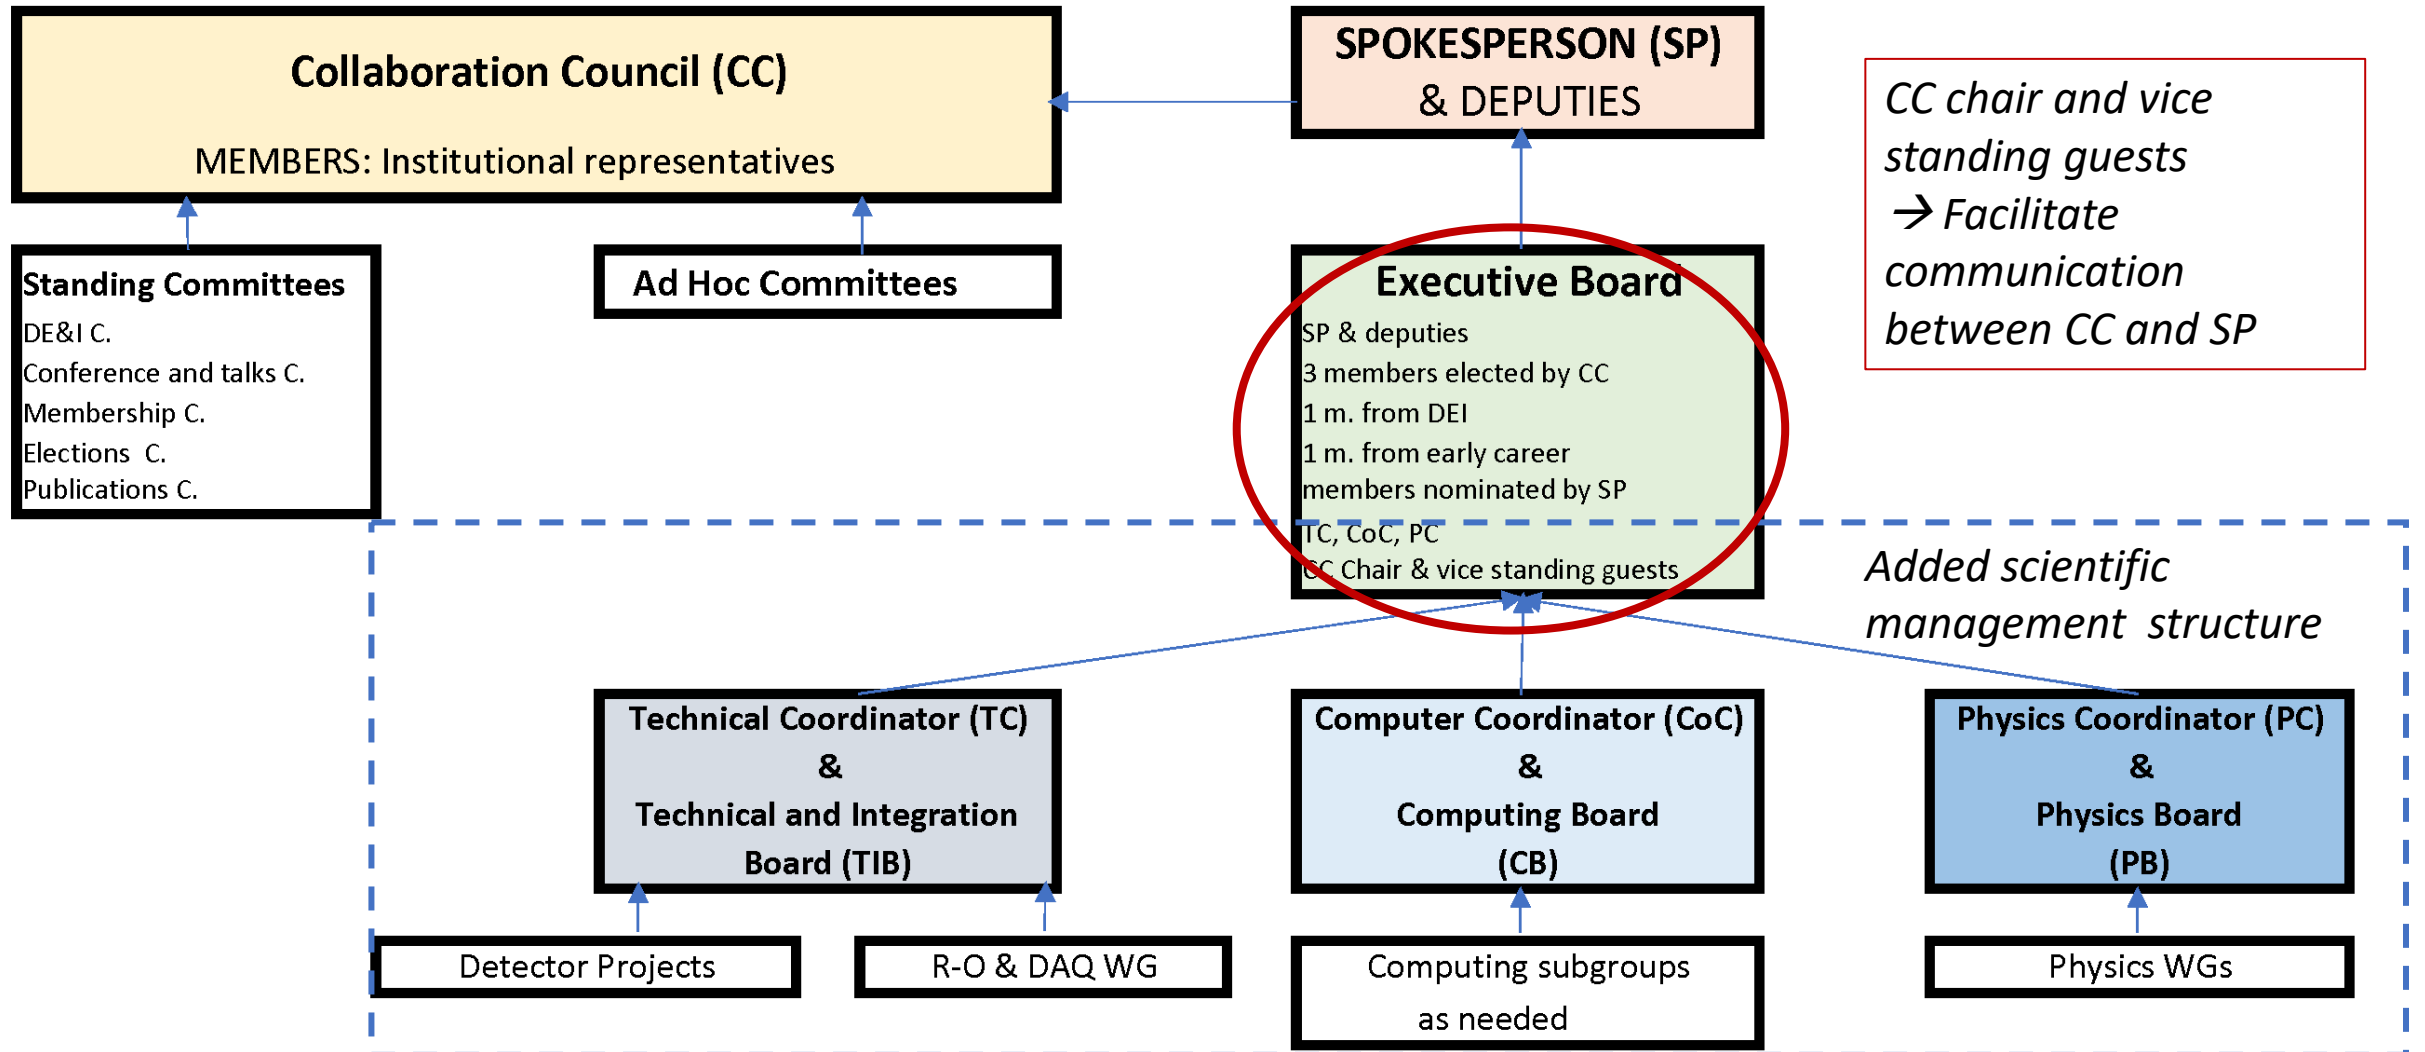 Collaboration Council (CC)
MEMBERS: Institutional representatives
SPOKESPERSON (SP)
& DEPUTIES
CC chair and vice
standing guests
→ Facilitate
communication
between CC and SP
Standing Committees
DE&I C.
Conference and talks C.
Membership C.
Elections  C.
Publications C.
Ad Hoc Committees
Executive Board
SP & deputies
3 members elected by CC
1 m. from DEI
1 m. from early career
members nominated by SP
TC, CoC, PC
CC Chair & vice standing guests
Added scientific
management  structure
Technical Coordinator (TC)
&
Technical and Integration
Board (TIB)
Computer Coordinator (CoC)
&
Computing Board
(CB)
Physics Coordinator (PC)
&
Physics Board
(PB)
Detector Projects
R-O & DAQ WG
Computing subgroups
as needed
Physics WGs